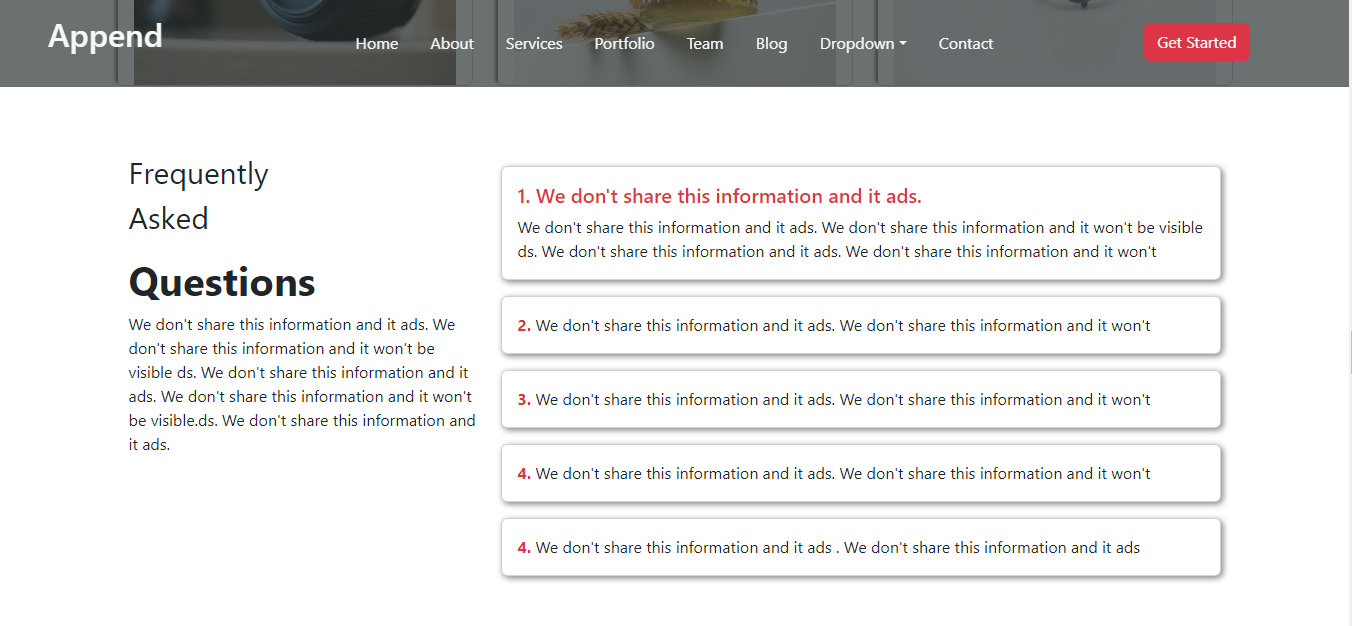 Append
Home About Services Portfolio Team Blog Dropdown Contact Get Started
Frequently
Asked
Questions
We don't share this information and it ads. We
don't share this information and it won't be
visible ds. We don't share this information and it
ads. We don't share this information and it won't
be visible.ds. We don't share this information and
it ads.
1. We don't share this information and it ads.
We don't share this information and it ads. We don't share this information and it won't be visible
ds. We don't share this information and it ads. We don't share this information and it won't
2. We don't share this information and it ads. We don't share this information and it won't
3. We don't share this information and it ads. We don't share this information and it won't
4. We don't share this information and it ads. We don't share this information and it won't
4. We don't share this information and it ads . We don't share this information and it ads